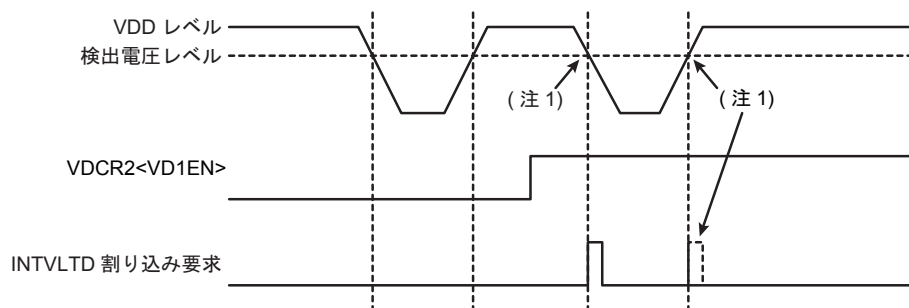 VDD レベル
検出電圧レベル
( 注 1)
( 注 1)
VDCR2<VD1EN>
INTVLTD 割り込み要求